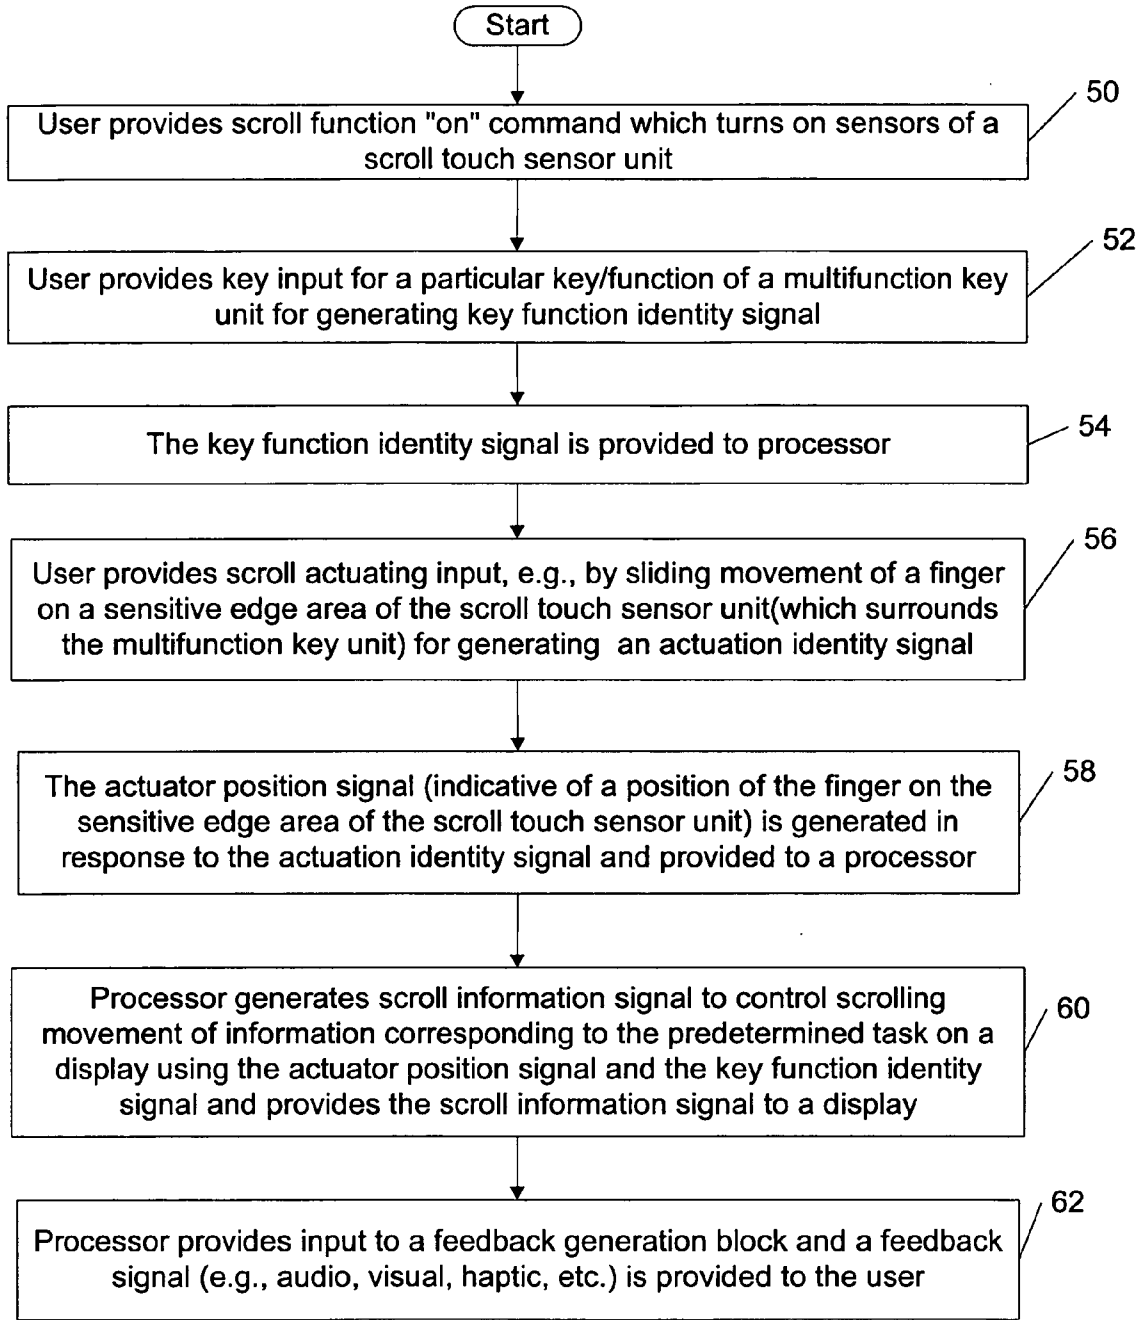 Start
50
User provides scroll function "on" command which turns on sensors of a
scroll touch sensor unit
52
User provides key input for a particular key/function of a multifunction key
unit for generating key function identity signal
54
The key function identity signal is provided to processor
56
User provides scroll actuating input, e.g., by sliding movement of a finger
on a sensitive edge area of the scroll touch sensor unit(which surrounds
the multifunction key unit) for generating an actuation identity signal
58
The actuator position signal (indicative of a position of the finger on the
sensitive edge area of the scroll touch sensor unit) is generated in
response to the actuation identity signal and provided to a processor
60
Processor generates scroll information signal to control scrolling
movement of information corresponding to the predetermined task on a
display using the actuator position signal and the key function identity
signal and provides the scroll information signal to a display
62
Processor provides input to a feedback generation block and a feedback
signal (e.g., audio, visual, haptic, etc.) is provided to the user